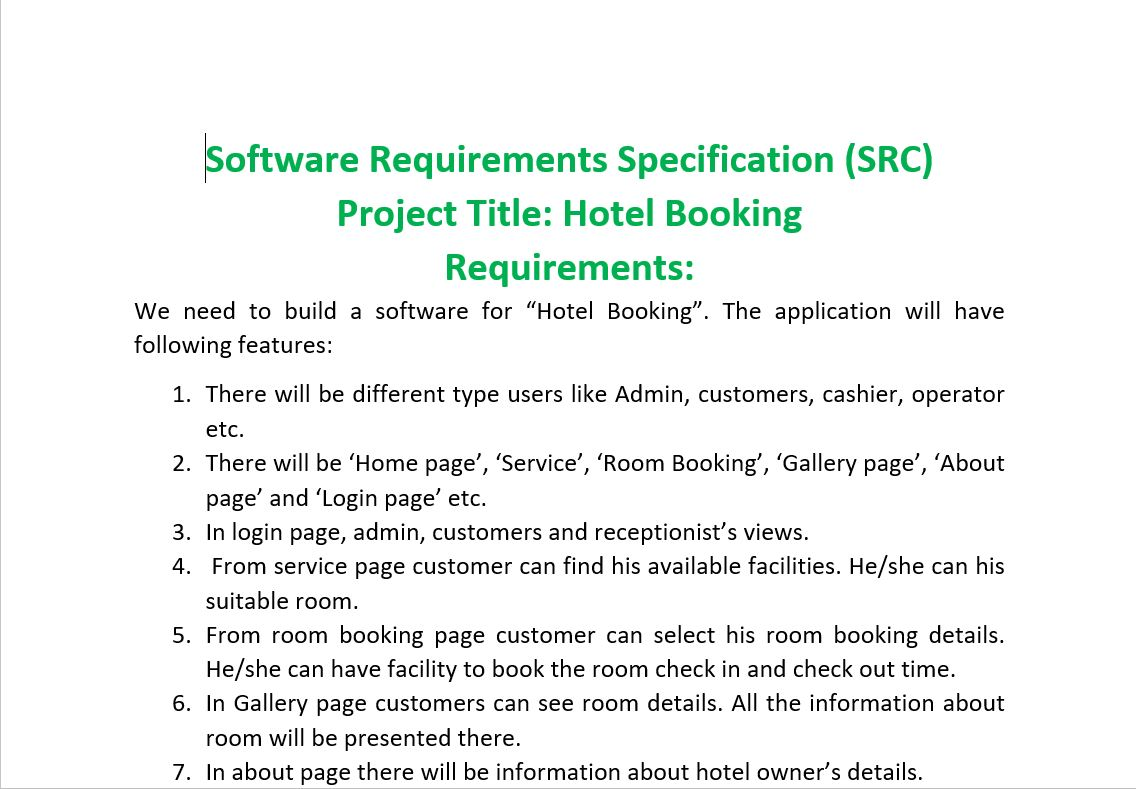 Software Requirements Specification (SRC)
Project Title: Hotel Booking
Requirements:
We need to build a software for “Hotel Booking”. The application will have
following features:
1. There will be different type users like Admin, customers, cashier, operator
etc.
2. There will be ‘Home page’, ‘Service’, ‘Room Booking’, ‘Gallery page’, ‘About
page’ and ‘Login page’ etc.
3. In login page, admin, customers and receptionist’s views.
4. From service page customer can find his available facilities. He/she can his
suitable room.
5. From room booking page customer can select his room booking details.
He/she can have facility to book the room check in and check out time.
6. In Gallery page customers can see room details. All the information about
room will be presented there.
7. In about page there will be information about hotel owner’s details.